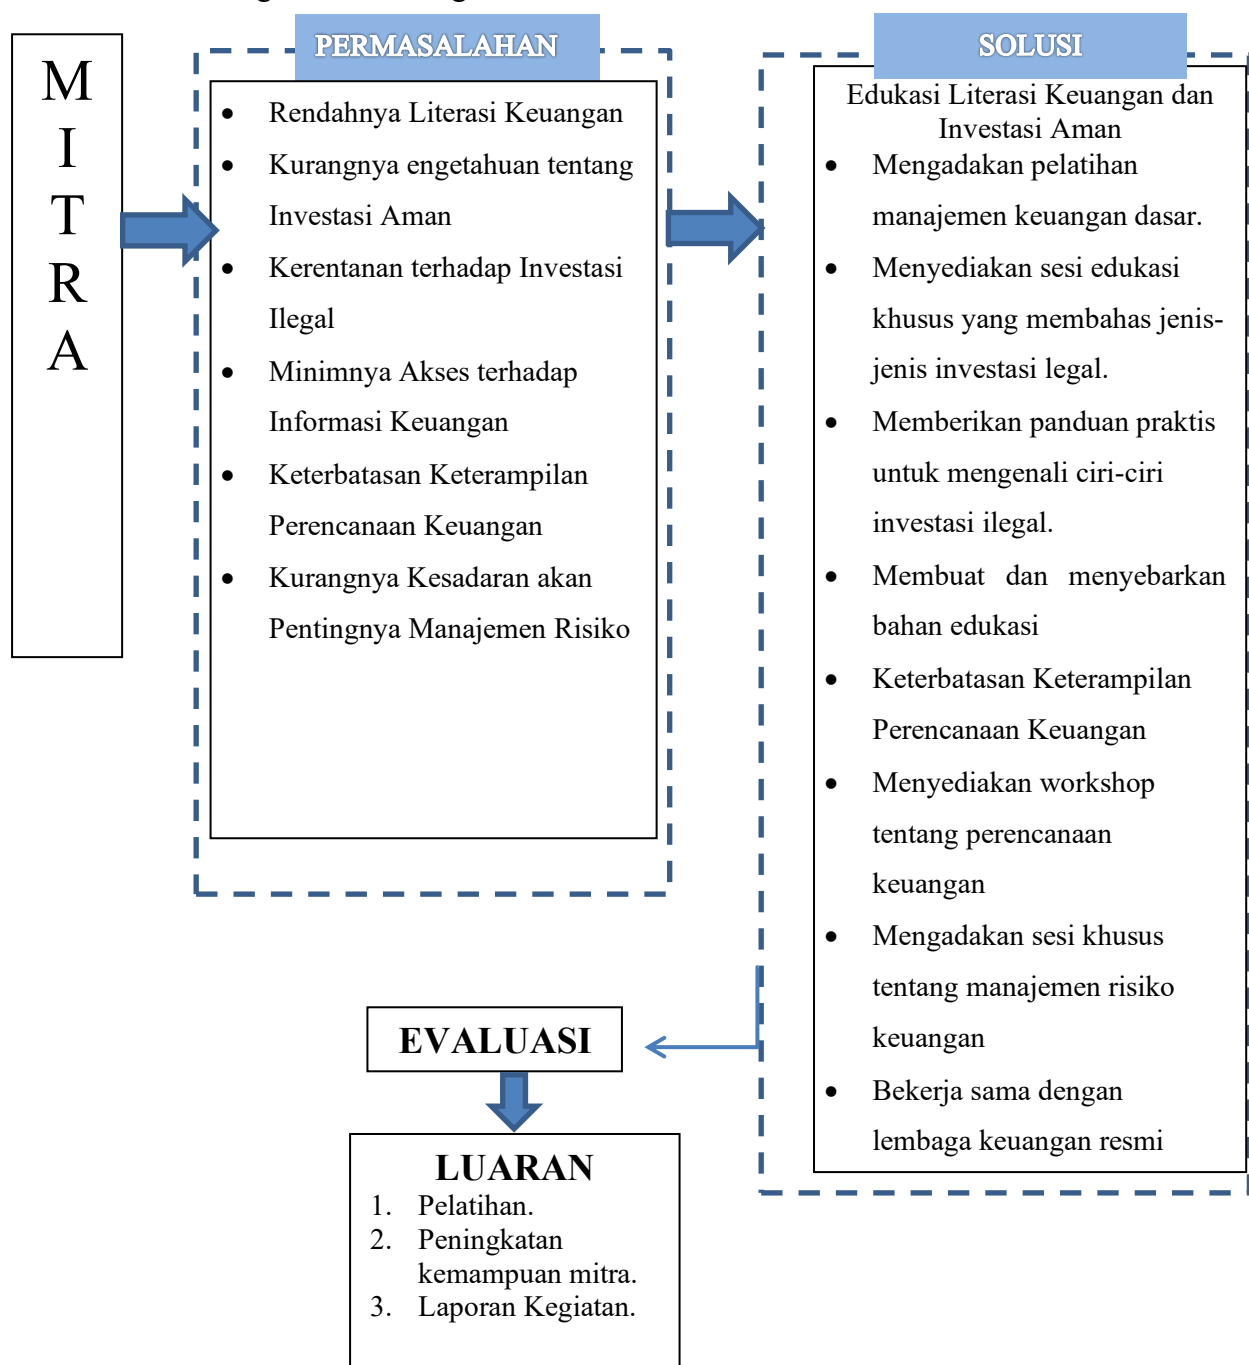 M
I
T
R
A
PERMASALAHAN
Rendahnya Literasi Keuangan
Kurangnya engetahuan tentang
Investasi Aman
Kerentanan terhadap Investasi
Ilegal
Minimnya Akses terhadap
Informasi Keuangan
Keterbatasan Keterampilan
Perencanaan Keuangan
Kurangnya Kesadaran akan
Pentingnya Manajemen Risiko
SOLUSI
Edukasi Literasi Keuangan dan
Investasi Aman
Mengadakan pelatihan
manajemen keuangan dasar.
Menyediakan sesi edukasi
khusus yang membahas jenis-
jenis investasi legal.
Memberikan panduan praktis
untuk mengenali ciri-ciri
investasi ilegal.
Membuat dan menyebarkan
bahan edukasi
Keterbatasan Keterampilan
Perencanaan Keuangan
Menyediakan workshop
tentang perencanaan
keuangan
Mengadakan sesi khusus
tentang manajemen risiko
keuangan
Bekerja sama dengan
lembaga keuangan resmi
EVALUASI
LUARAN
1. Pelatihan.
2. Peningkatan
kemampuan mitra.
3. Laporan Kegiatan.